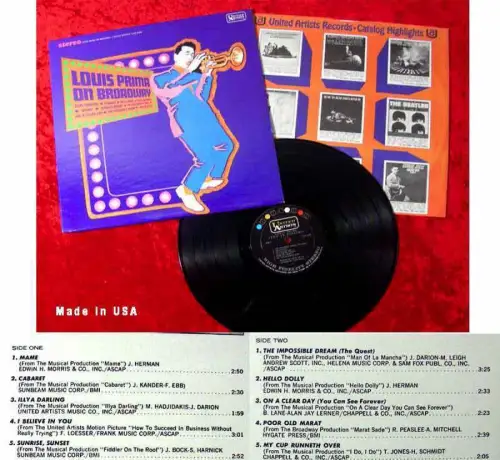 stereo
UNITED ARTISTS
LOUIS PRIMA
ON BROADWAY
United Artists Records • Catalog Highlights
THE BEATLES
UNITED
ARTISTS
HIGH FIDELITY
Made in USA
SIDE ONE
1. MAME
(From The Musical Production "Mame") J. HERMAN
EDWIN H. MORRIS & CO., INC./ASCAP 2:50
2. CABARET
(From The Musical Production "Cabaret") J. KANDER-F. EBB)
SUNBEAM MUSIC CORP./BMI 2:30
3. ILLYA DARLING
(From The Musical Production "Illya Darling") M. HADJIDAKIS-J. DARION
UNITED ARTISTS MUSIC CO., INC./ASCAP 1:59
4. I BELIEVE IN YOU
(From The United Artists Motion Picture "How To Succeed In Business Without
Really Trying") F. LOESSER/FRANK MUSIC CORP./ASCAP 3:01
5. SUNRISE, SUNSET
(From The Musical Production "Fiddler On The Roof") J. BOCK-S. HARNICK
SUNBEAM MUSIC CORP./BMI 2:52
SIDE TWO
1. THE IMPOSSIBLE DREAM (The Quest)
(From The Musical Production "Man Of La Mancha") J. DARION-M. LEIGH
ANDREW SCOTT, INC., HELENA MUSIC CORP. & SAM FOX PUBL. CO., INC.
/ASCAP 3:25
2. HELLO DOLLY
(From The Musical Production "Hello Dolly") J. HERMAN
EDWIN H. MORRIS & CO., INC./ASCAP 2:33
3. ON A CLEAR DAY (You Can See Forever)
(From The Musical Production "On A Clear Day You Can See Forever")
B. LANE-ALAN JAY LERNER/CHAPPELL & CO., INC./ASCAP 2:23
4. POOR OLD MARAT
(From The Broadway Production "Marat Sade") R. PEASLEE-A. MITCHELL
HYGATE PRESS/BMI 2:39
5. MY CUP RUNNETH OVER
(From The Musical Production "I Do, I Do") T. JONES-H. SCHMIDT
CHAPPELL & CO., INC./ASCAP 2:05